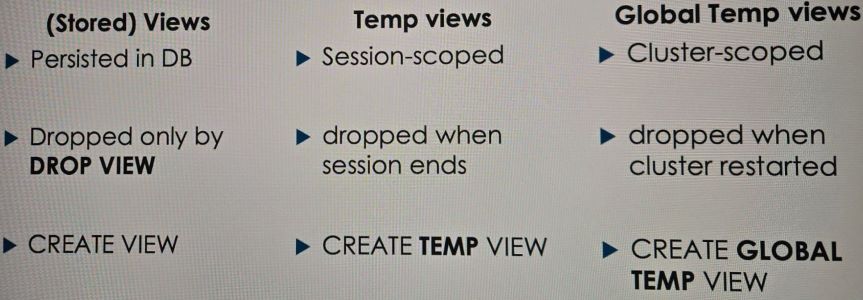 (Stored) Views
Persisted in DB
Dropped only by
DROP VIEW
CREATE VIEW
Temp views
Session-scoped
dropped when
session ends
CREATE TEMP VIEW
Global Temp views
Cluster-scoped
dropped when
cluster restarted
CREATE GLOBAL
TEMP VIEW